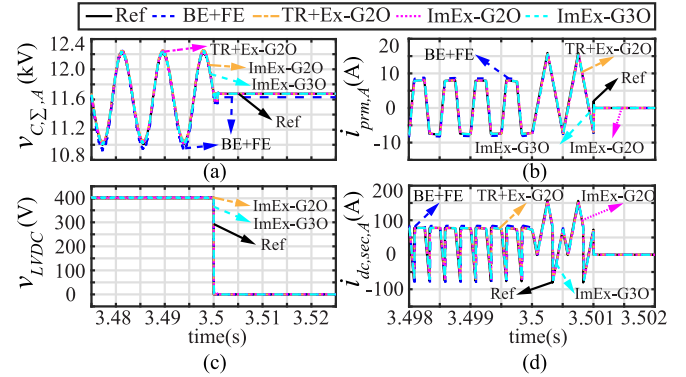 Ref BE+FE TR+Ex-G2O ImEx-G2O ImEx-G3O
v_{C,Σ,A} (kV)
12.4
12.0
11.6
10.8
TR+Ex-G2O
ImEx-G2O
ImEx-G3O
Ref
BE+FE
(a)
i_{prm,A}(A)
20
10
0
-10
BE+FE
TR+Ex-G2O
Ref
ImEx-G3O
ImEx-G2O
(b)
v_{LVDC} (V)
400
300
200
100
0
ImEx-G2O
ImEx-G3O
Ref
3.48 3.49 3.5 3.51 3.52
time(s)
(c)
i_{dc,sec,A}(A)
200
100
0
-100
BE+FE
TR+Ex-G2O
ImEx-G2O
Ref
ImEx-G3O
3.498 3.499 3.5 3.501 3.502
time(s)
(d)